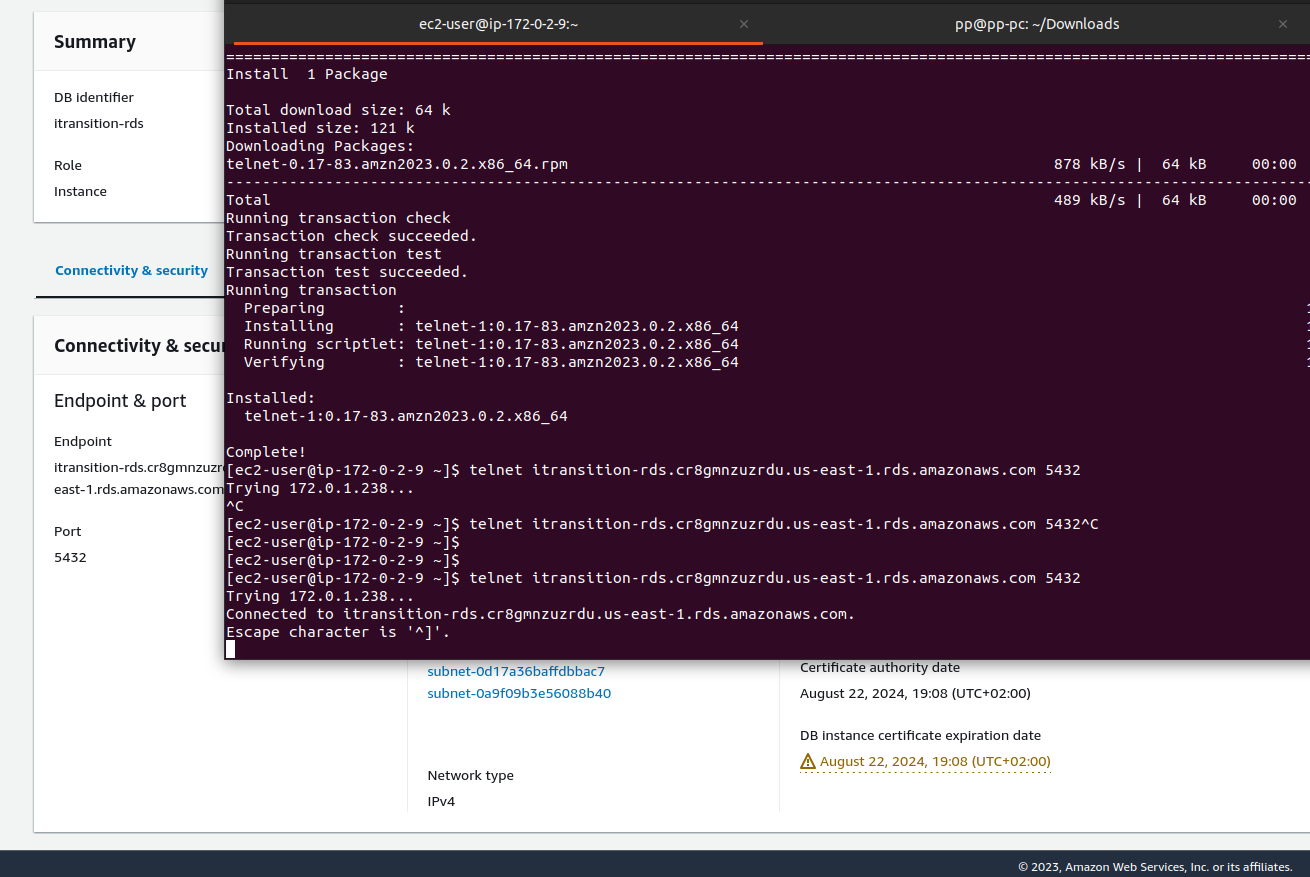 ec2-user@ip-172-0-2-9:~ ×
pp@pp-pc: ~/Downloads ×
Summary
DB identifier
itransition-rds
Role
Instance
Connectivity & security
Connectivity & secur
Endpoint & port
Endpoint
itransition-rds.cr8gmnzuzr
east-1.rds.amazonaws.com
Port
5432
================================================================================
Install  1 Package
Total download size: 64 k
Installed size: 121 k
Downloading Packages:
telnet-0.17-83.amzn2023.0.2.x86_64.rpm 878 kB/s |  64 kB     00:00
--------------------------------------------------------------------------------
Total 489 kB/s |  64 kB     00:00
Running transaction check
Transaction check succeeded.
Running transaction test
Transaction test succeeded.
Running transaction
  Preparing        :
  Installing       : telnet-1:0.17-83.amzn2023.0.2.x86_64
  Running scriptlet: telnet-1:0.17-83.amzn2023.0.2.x86_64
  Verifying        : telnet-1:0.17-83.amzn2023.0.2.x86_64
Installed:
  telnet-1:0.17-83.amzn2023.0.2.x86_64
Complete!
[ec2-user@ip-172-0-2-9 ~]$ telnet itransition-rds.cr8gmnzuzrdu.us-east-1.rds.amazonaws.com 5432
Trying 172.0.1.238...
^C
[ec2-user@ip-172-0-2-9 ~]$ telnet itransition-rds.cr8gmnzuzrdu.us-east-1.rds.amazonaws.com 5432^C
[ec2-user@ip-172-0-2-9 ~]$
[ec2-user@ip-172-0-2-9 ~]$
[ec2-user@ip-172-0-2-9 ~]$ telnet itransition-rds.cr8gmnzuzrdu.us-east-1.rds.amazonaws.com 5432
Trying 172.0.1.238...
Connected to itransition-rds.cr8gmnzuzrdu.us-east-1.rds.amazonaws.com.
Escape character is '^]'.
subnet-0d17a36baffdbbac7
subnet-0a9f09b3e56088b40
Network type
IPv4
Certificate authority date
August 22, 2024, 19:08 (UTC+02:00)
DB instance certificate expiration date
August 22, 2024, 19:08 (UTC+02:00)
© 2023, Amazon Web Services, Inc. or its affiliates.